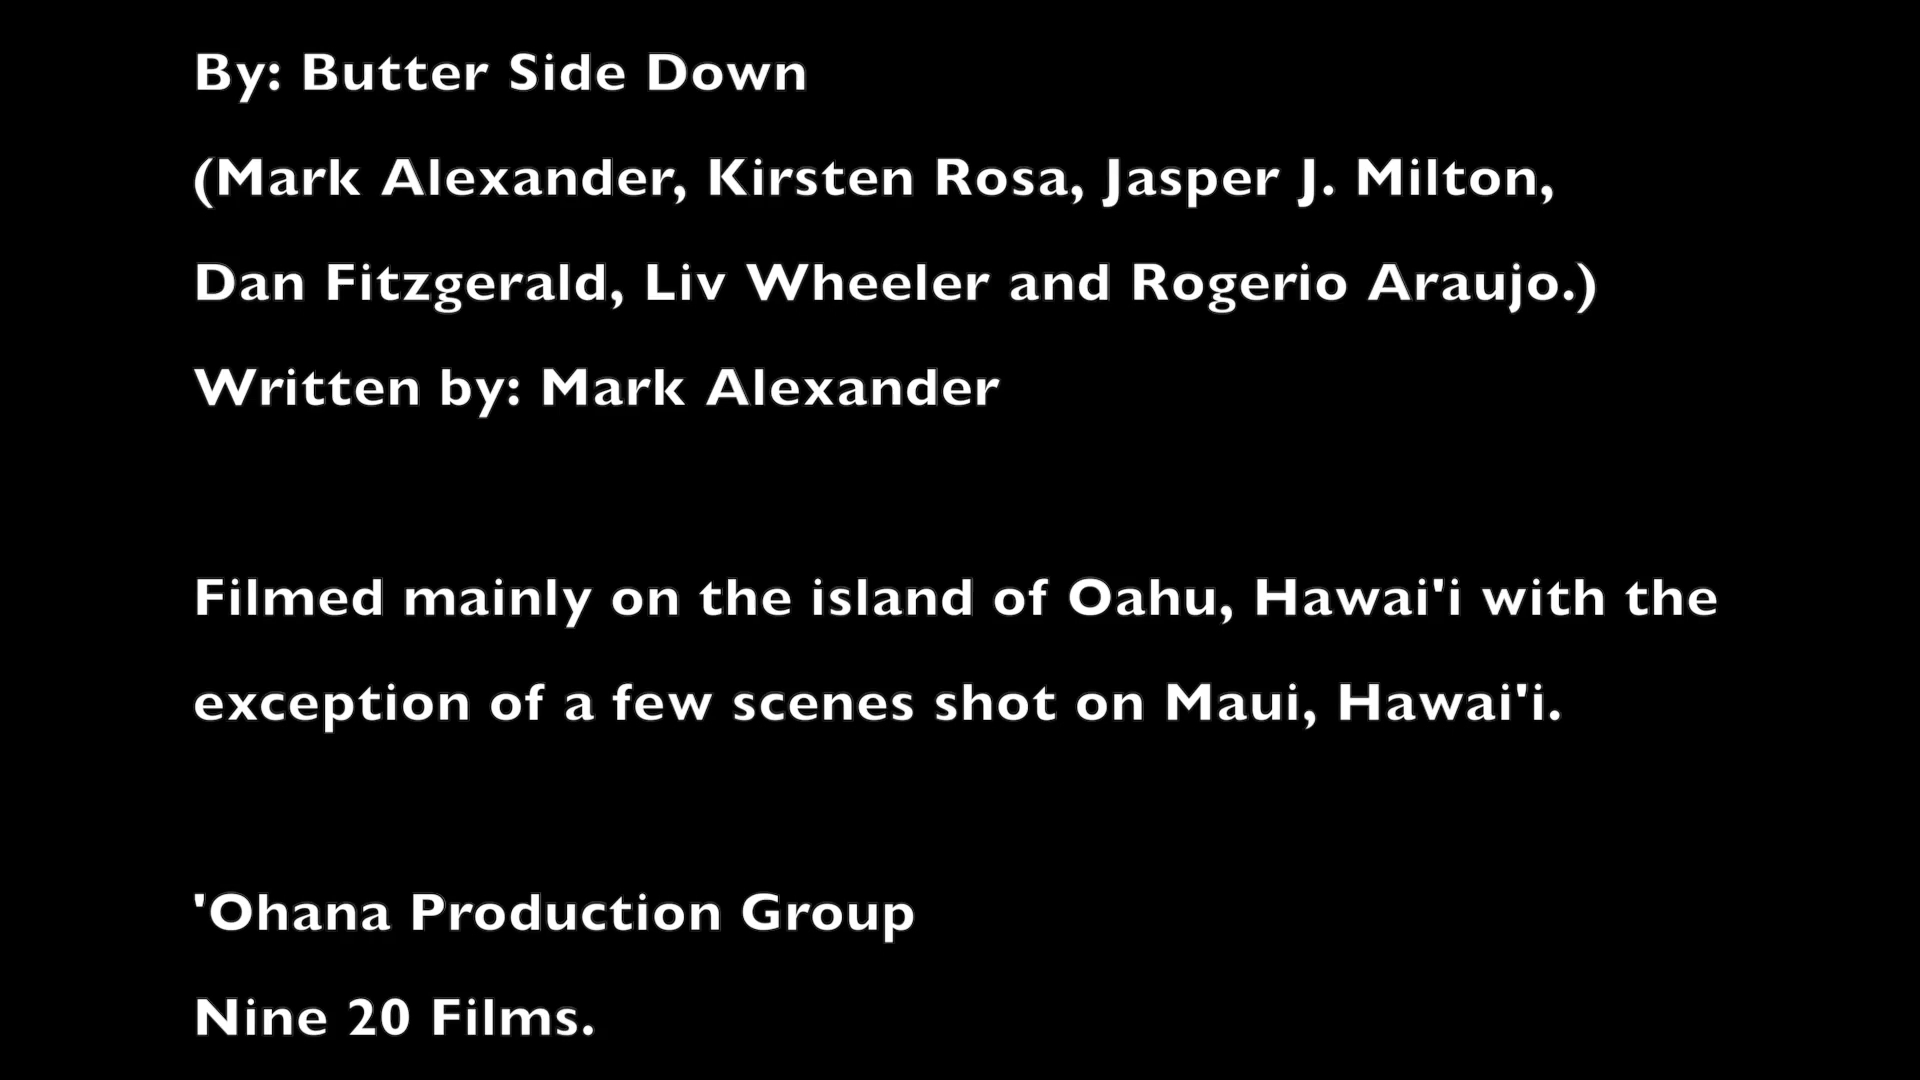 By: Butter Side Down
(Mark Alexander, Kirsten Rosa, Jasper J. Milton,
Dan Fitzgerald, Liv Wheeler and Rogerio Araujo.)
Written by: Mark Alexander
Filmed mainly on the island of Oahu, Hawai'i with the
exception of a few scenes shot on Maui, Hawai'i.
'Ohana Production Group
Nine 20 Films.